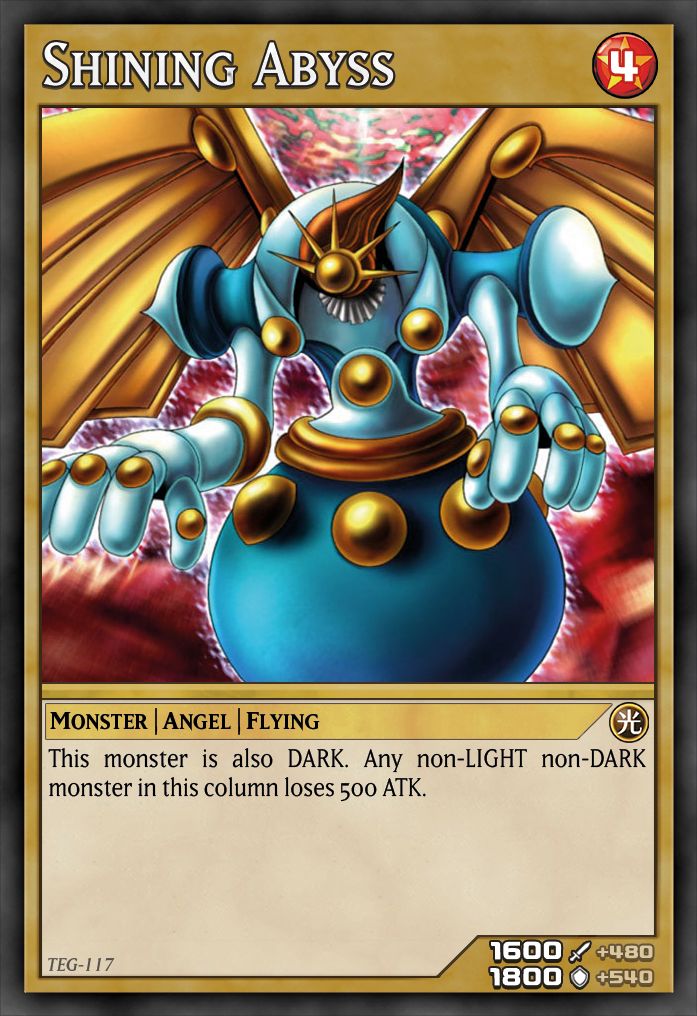 Shining Abyss
4
Monster | Angel | Flying
光
This monster is also DARK. Any non-LIGHT non-DARK
monster in this column loses 500 ATK.
TEG-117
1600 +480
1800 +540